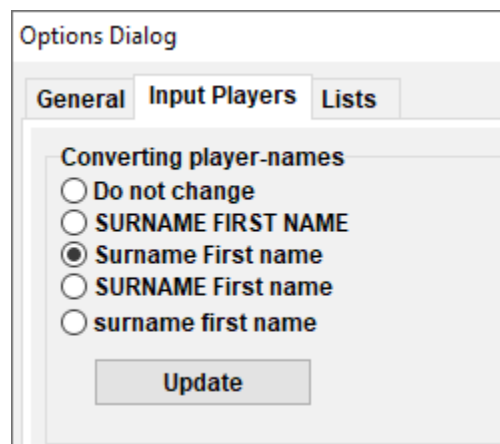 Options Dialog
General Input Players Lists
Converting player-names
Do not change
SURNAME FIRST NAME
Surname First name
SURNAME First name
surname first name
Update